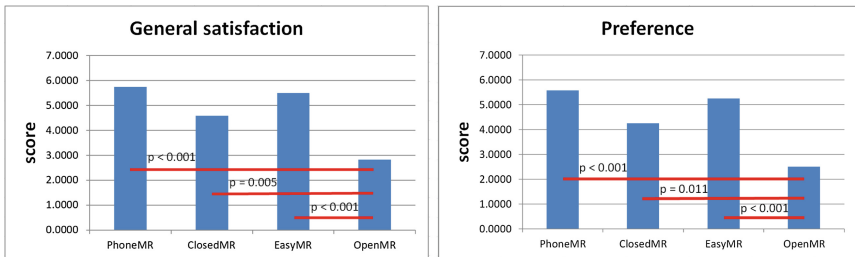 General satisfaction
score
7.0000
6.0000
5.0000
4.0000
3.0000
2.0000
1.0000
0.0000
p < 0.001
p = 0.005
p < 0.001
PhoneMR ClosedMR EasyMR OpenMR
Preference
score
7.0000
6.0000
5.0000
4.0000
3.0000
2.0000
1.0000
0.0000
p < 0.001
p = 0.011
p < 0.001
PhoneMR ClosedMR EasyMR OpenMR